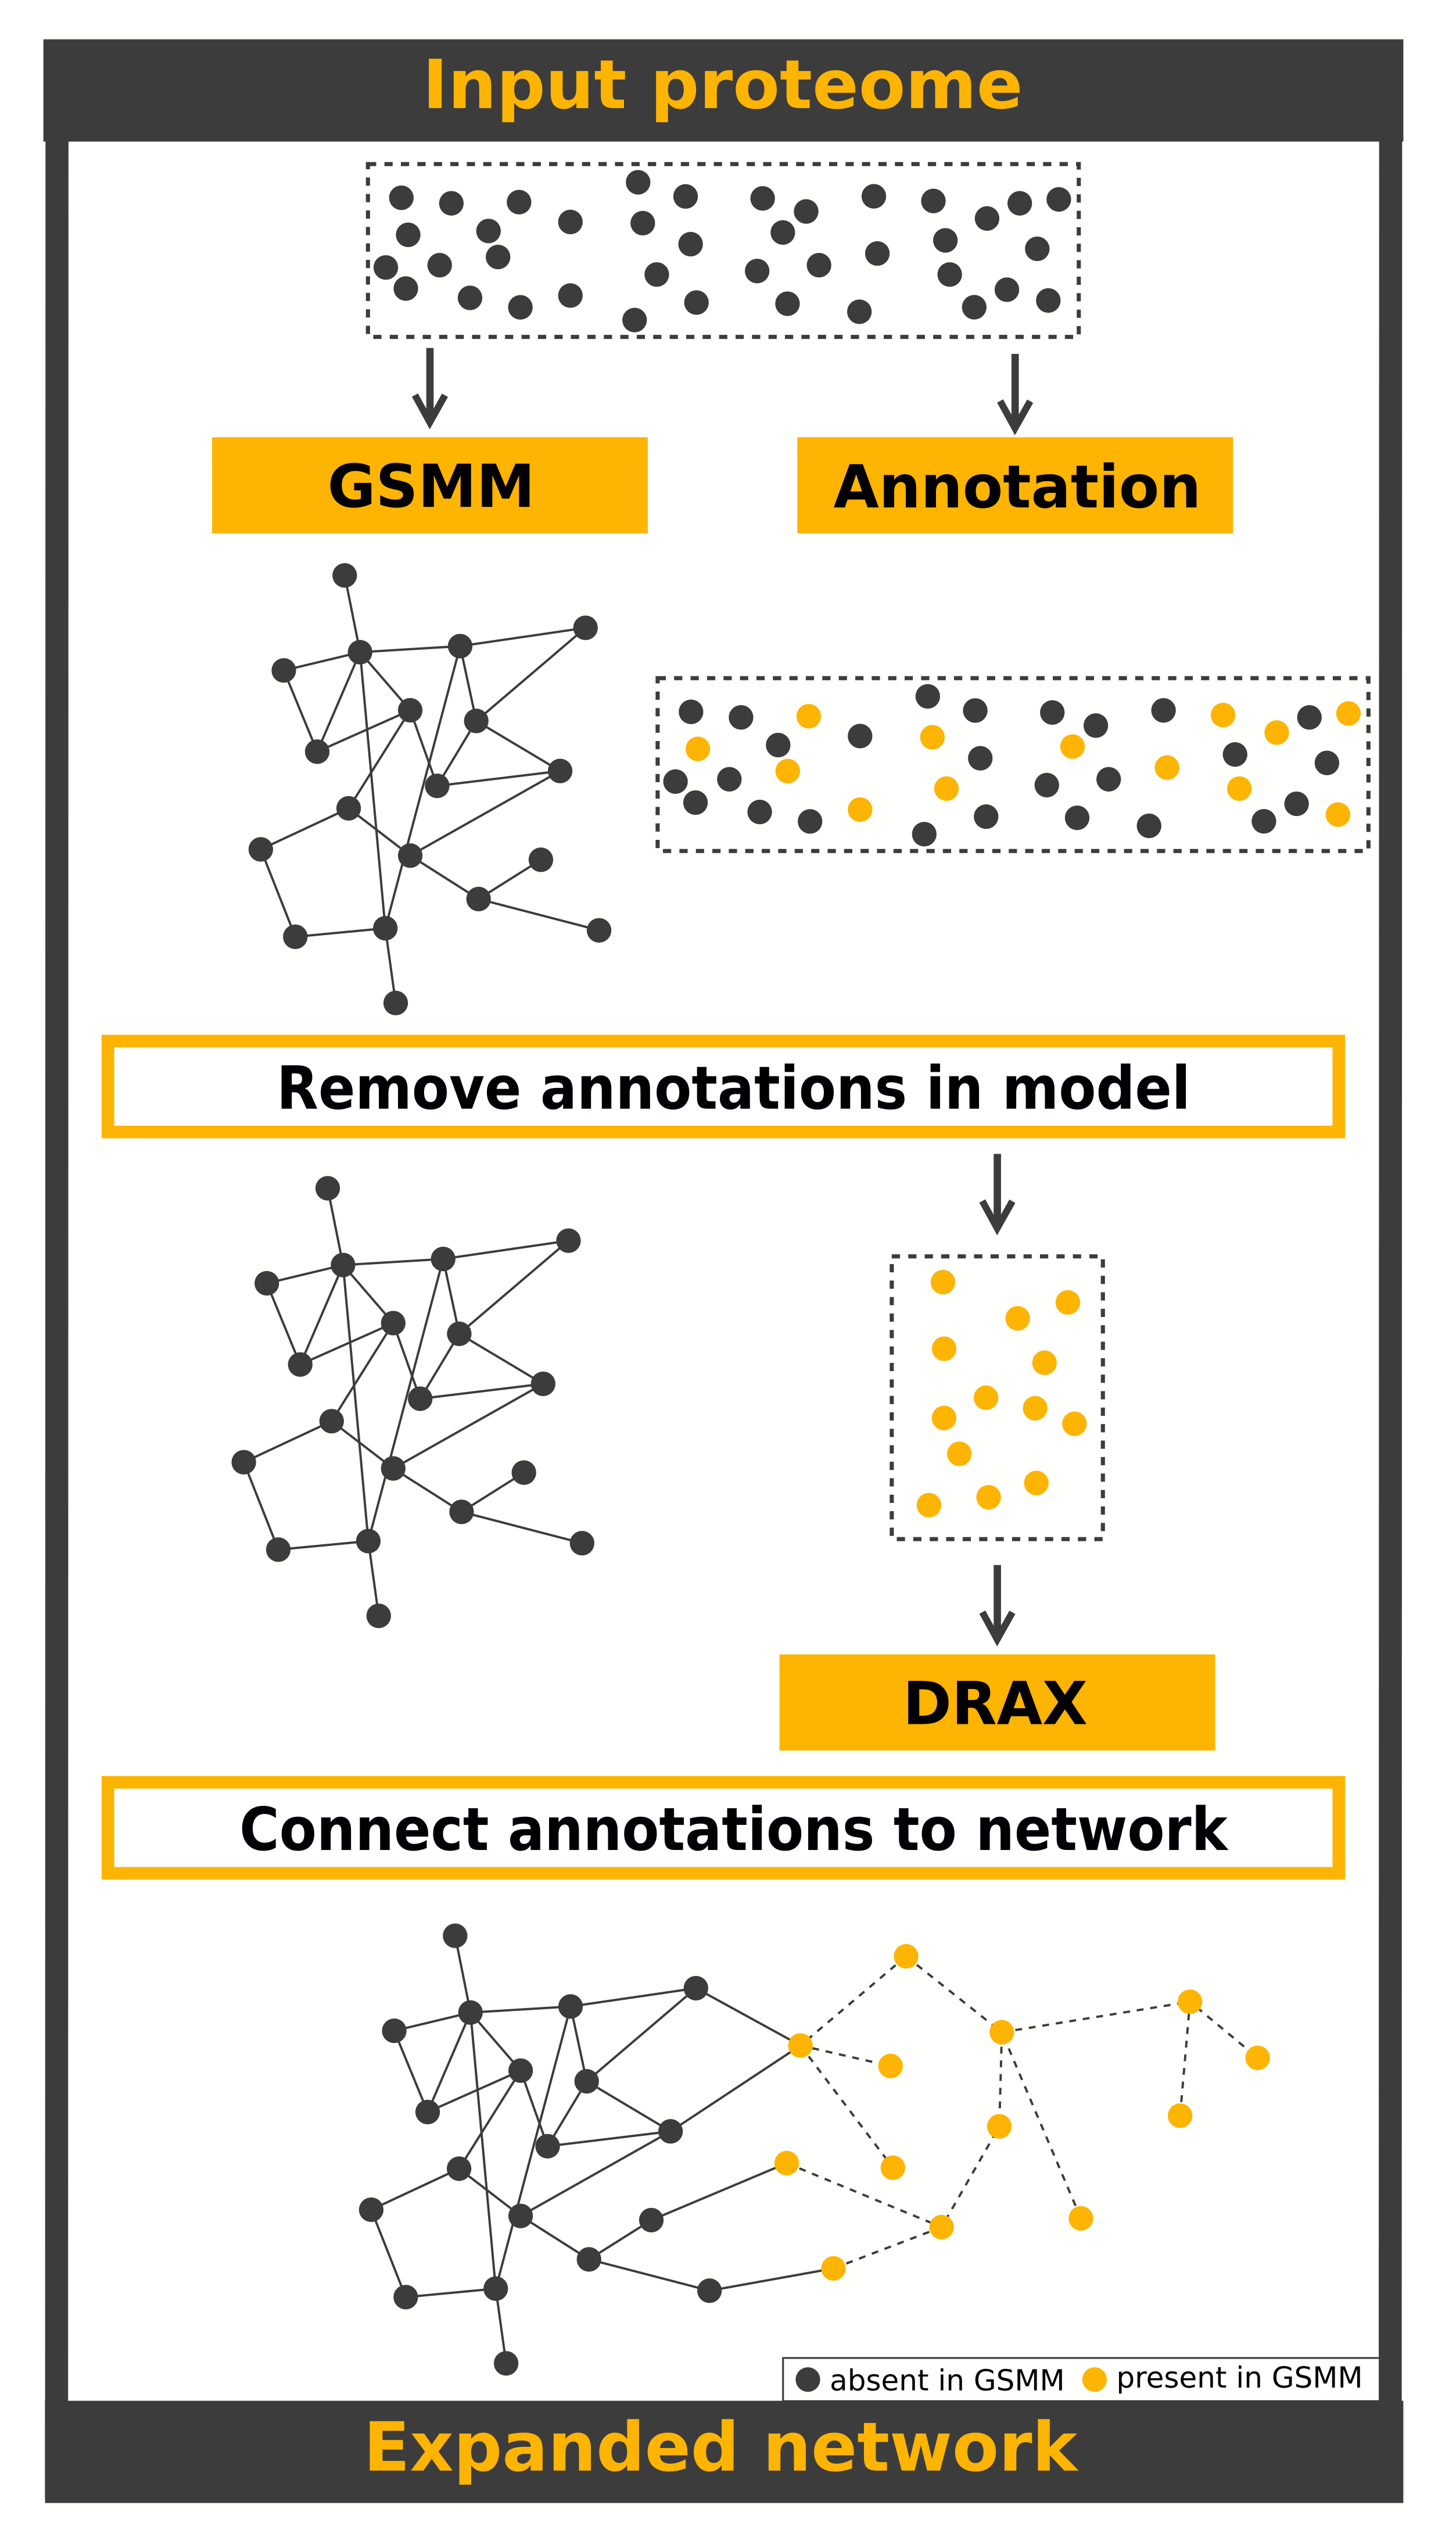 Input proteome
GSMM
Annotation
Remove annotations in model
DRAX
Connect annotations to network
absent in GSMM
present in GSMM
Expanded network